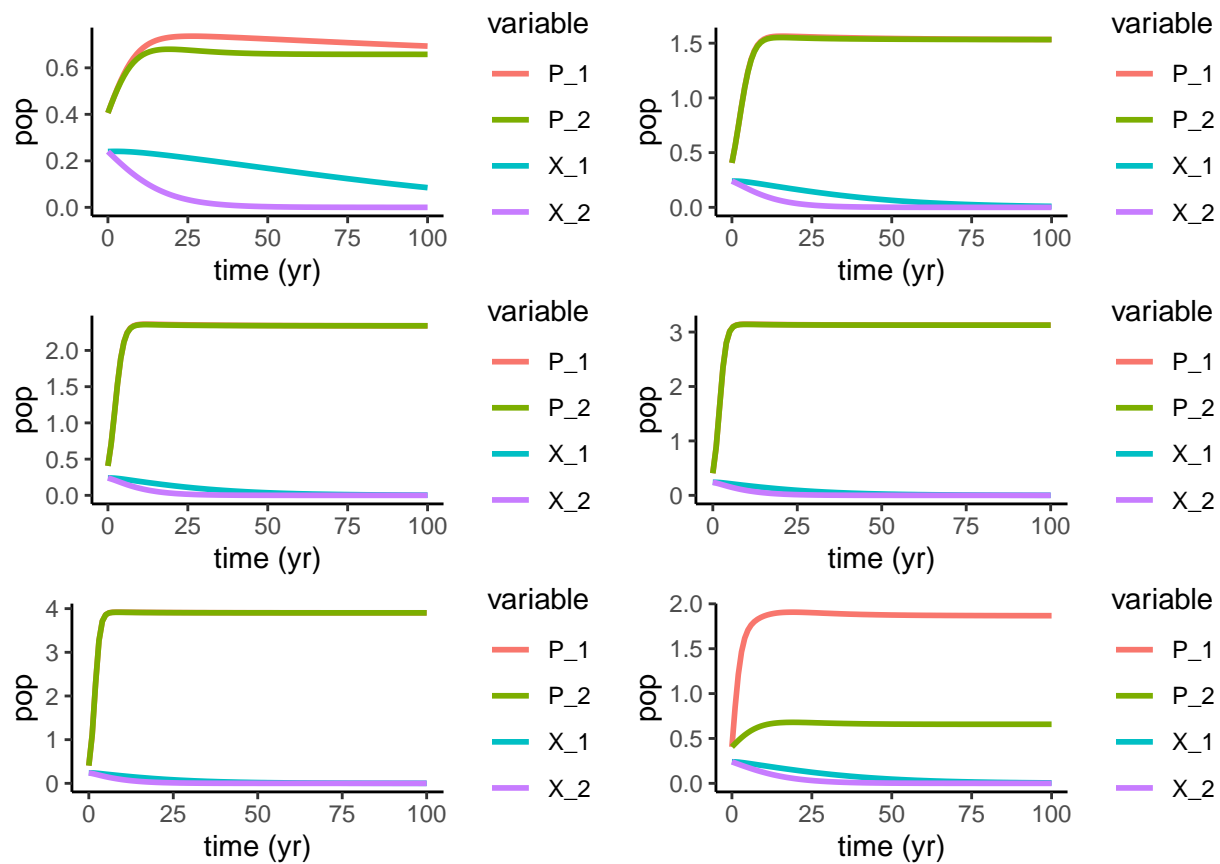 variable
pop
0.6
0.4
0.2
0.0
P_1
P_2
X_1
X_2
0 25 50 75 100
time (yr)
variable
pop
1.5
1.0
0.5
0.0
P_1
P_2
X_1
X_2
0 25 50 75 100
time (yr)
variable
pop
2.0
1.5
1.0
0.5
0.0
P_1
P_2
X_1
X_2
0 25 50 75 100
time (yr)
variable
pop
3
2
1
0
P_1
P_2
X_1
X_2
0 25 50 75 100
time (yr)
variable
pop
4
3
2
1
0
P_1
P_2
X_1
X_2
0 25 50 75 100
time (yr)
variable
pop
2.0
1.5
1.0
0.5
0.0
P_1
P_2
X_1
X_2
0 25 50 75 100
time (yr)